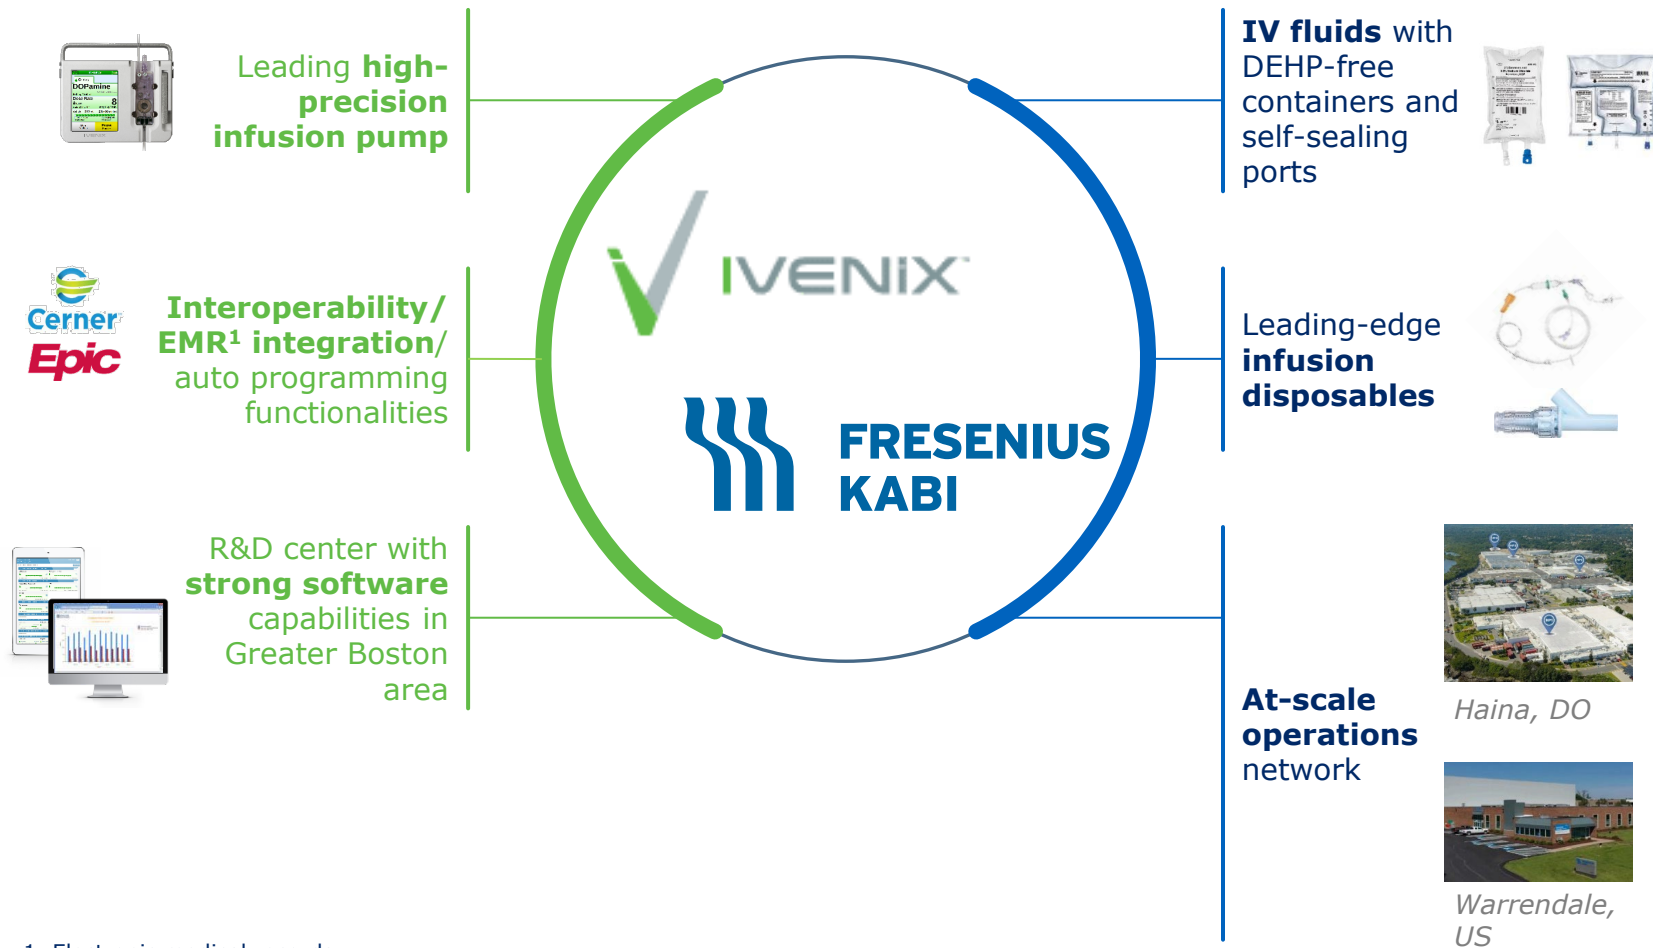 Leading high-
precision
infusion pump
DOPamine
8
Cerner
Epic
Interoperability/
EMR¹ integration/
auto programming
functionalities
R&D center with
strong software
capabilities in
Greater Boston
area
IVENIX
FRESENIUS
KABI
IV fluids with
DEHP-free
containers and
self-sealing
ports
Leading-edge
infusion
disposables
At-scale
operations
network
Haina, DO
Warrendale,
US